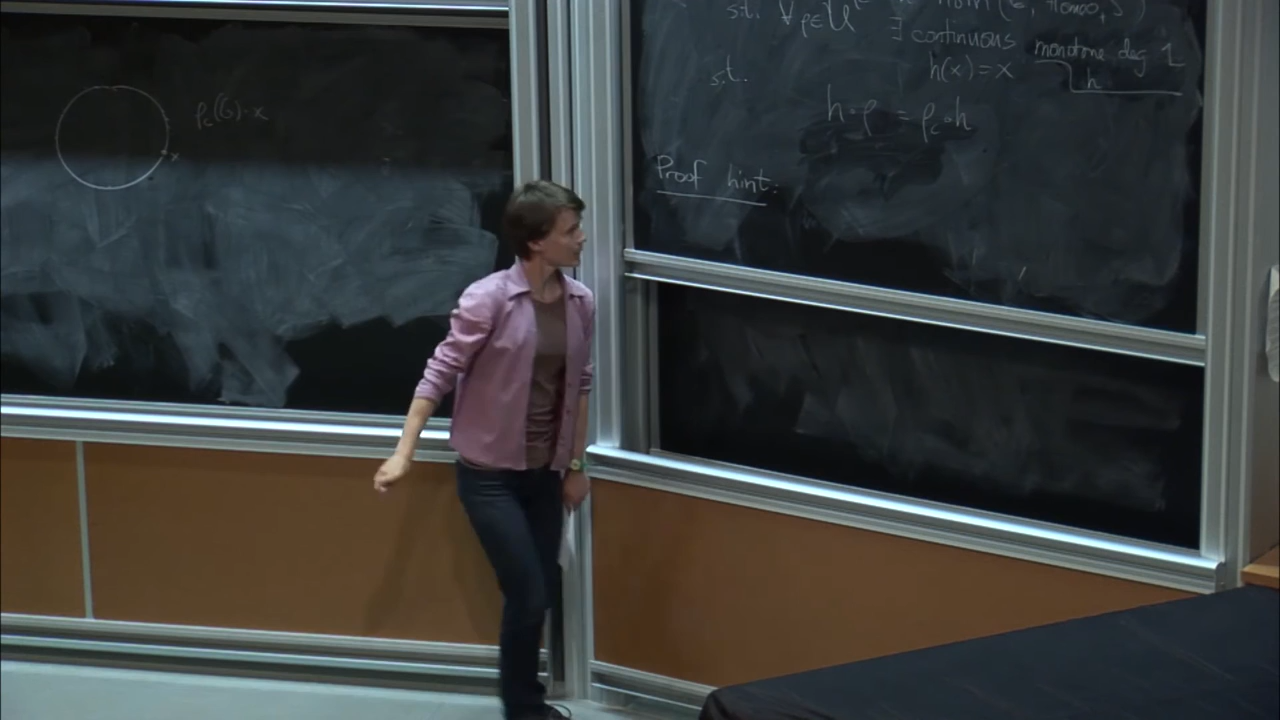 ρ_c(G)·x
x
s.t. ∀ρ∈U
∃ continuous monotone deg 1
h
h(x)=x
s.t.
h∘ρ = ρ_c∘h
Proof hint: